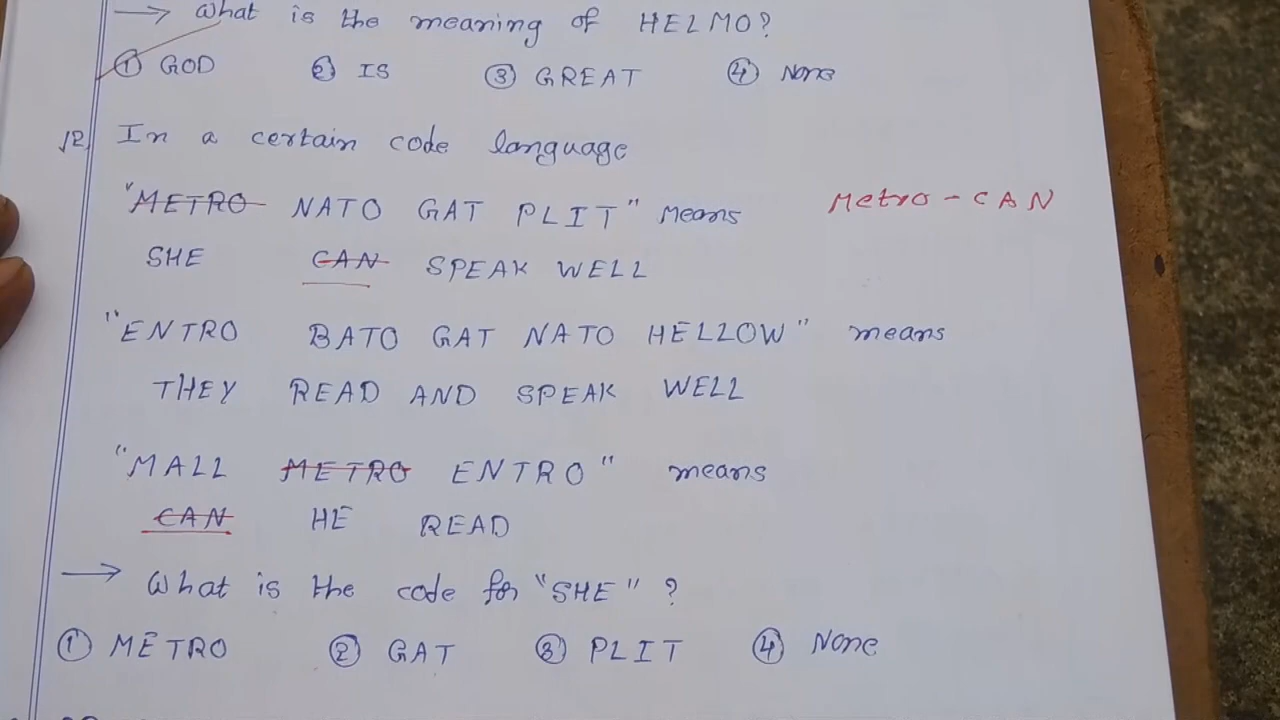 → What is the meaning of HELMO?
① GOD ② IS ③ GREAT ④ None
12 In a certain code language
"METRO NATO GAT PLIT" means Metro - CAN
SHE CAN SPEAK WELL
"ENTRO BATO GAT NATO HELLOW" means
THEY READ AND SPEAK WELL
"MALL METRO ENTRO" means
CAN HE READ
→ What is the code for "SHE" ?
① METRO ② GAT ③ PLIT ④ None